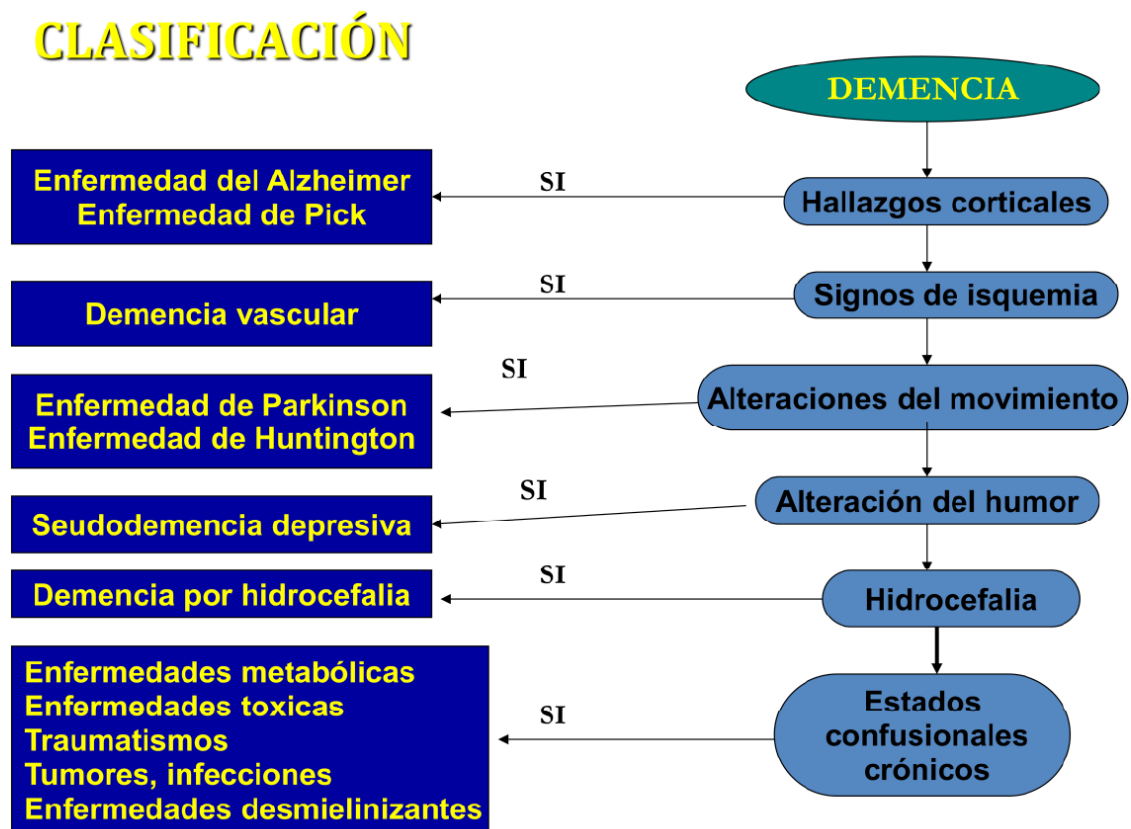 CLASIFICACIÓN
DEMENCIA
Enfermedad del Alzheimer
Enfermedad de Pick
SI
Hallazgos corticales
Demencia vascular
SI
Signos de isquemia
Enfermedad de Parkinson
Enfermedad de Huntington
SI
Alteraciones del movimiento
Seudodemencia depresiva
SI
Alteración del humor
Demencia por hidrocefalia
SI
Hidrocefalia
Enfermedades metabólicas
Enfermedades toxicas
Traumatismos
Tumores, infecciones
Enfermedades desmielinizantes
SI
Estados
confusionales
crónicos